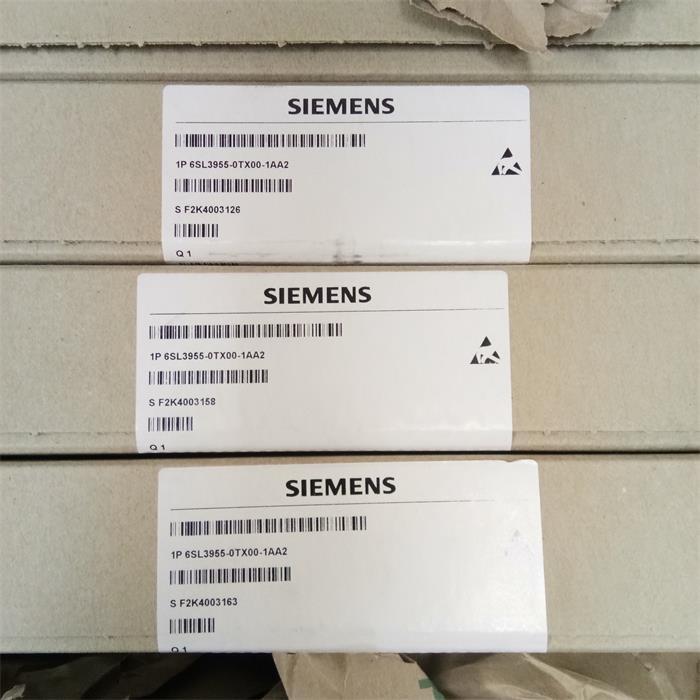 SIEMENS
1P 6SL3955-0TX00-1AA2
S F2K4003126
Q 1
SIEMENS
1P 6SL3955-0TX00-1AA2
S F2K4003158
Q 1
SIEMENS
1P 6SL3955-0TX00-1AA2
S F2K4003163
Q 1